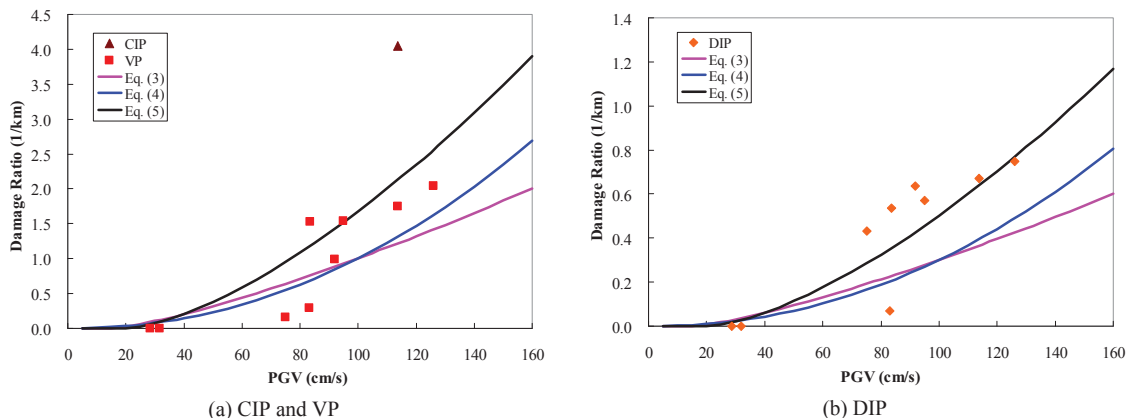 4.5
4.0
3.5
3.0
2.5
2.0
1.5
1.0
0.5
0.0
Damage Ratio (1/km)
CIP
VP
Eq. (3)
Eq. (4)
Eq. (5)
0 20 40 60 80 100 120 140 160
PGV (cm/s)
(a) CIP and VP
1.4
1.2
1.0
0.8
0.6
0.4
0.2
0.0
Damage Ratio (1/km)
DIP
Eq. (3)
Eq. (4)
Eq. (5)
0 20 40 60 80 100 120 140 160
PGV (cm/s)
(b) DIP